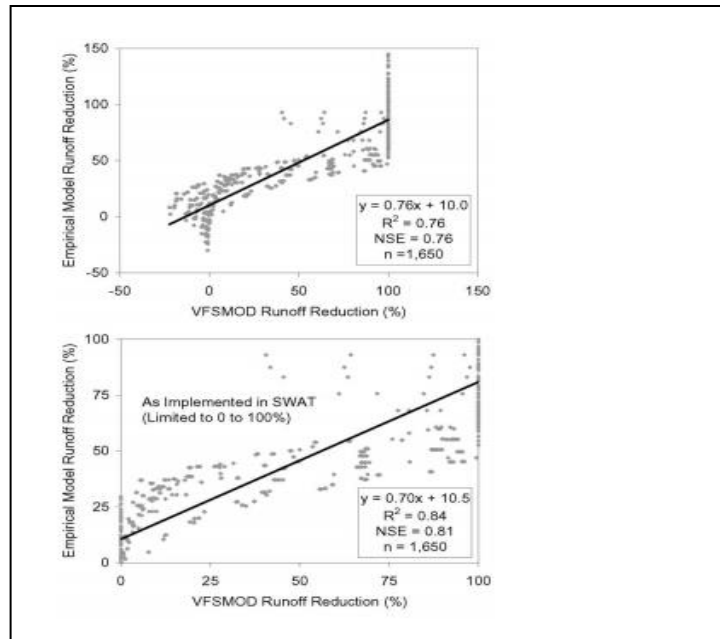 150
100
50
0
-50
-50 0 50 100 150
Empirical Model Runoff Reduction (%)
VFSMOD Runoff Reduction (%)
y = 0.76x + 10.0
R² = 0.76
NSE = 0.76
n =1,650
100
75
50
25
0
0 25 50 75 100
Empirical Model Runoff Reduction (%)
VFSMOD Runoff Reduction (%)
As Implemented in SWAT
(Limited to 0 to 100%)
y = 0.70x + 10.5
R² = 0.84
NSE = 0.81
n = 1,650